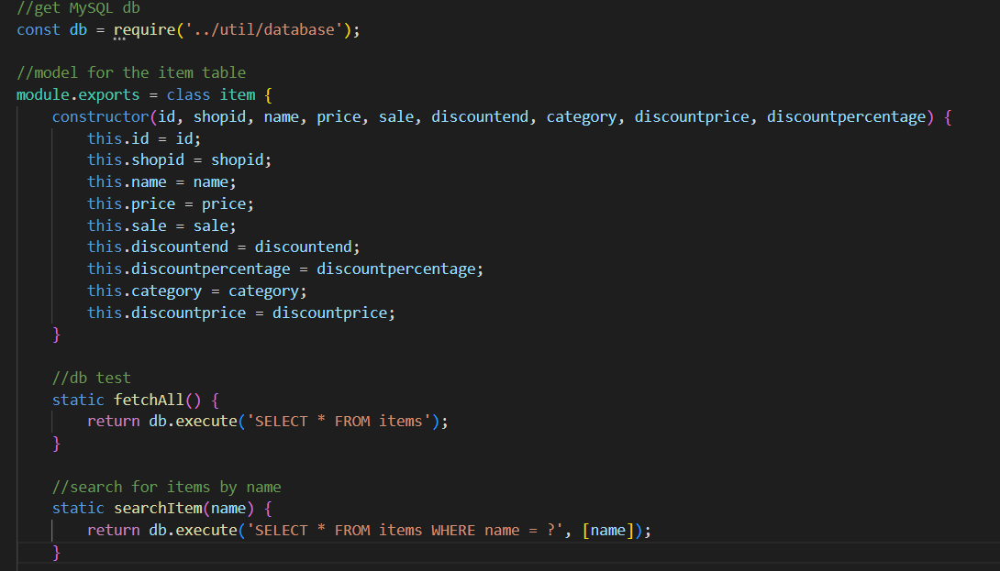 //get MySQL db
const db = require('../util/database');
//model for the item table
module.exports = class item {
constructor(id, shopid, name, price, sale, discountend, category, discountprice, discountpercentage) {
this.id = id;
this.shopid = shopid;
this.name = name;
this.price = price;
this.sale = sale;
this.discountend = discountend;
this.discountpercentage = discountpercentage;
this.category = category;
this.discountprice = discountprice;
}
//db test
static fetchAll() {
return db.execute('SELECT * FROM items');
}
//search for items by name
static searchItem(name) {
return db.execute('SELECT * FROM items WHERE name = ?', [name]);
}